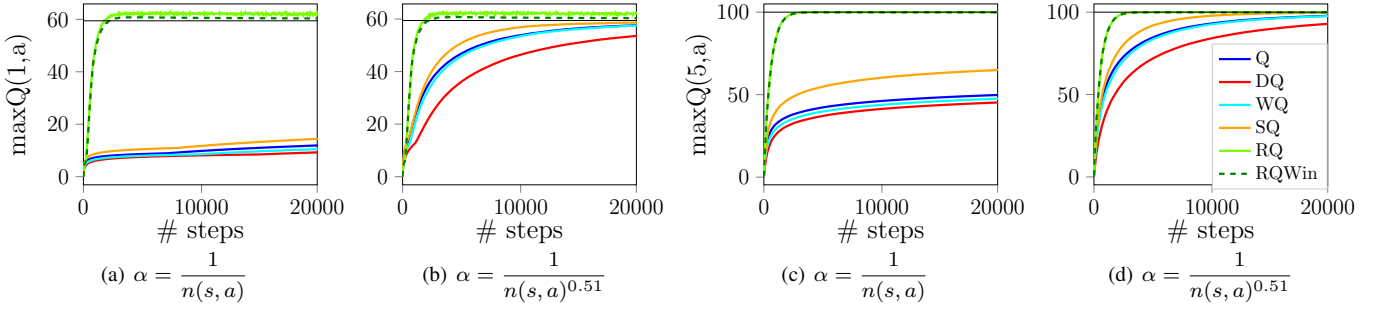 maxQ(1,a)
60
40
20
0
0 10000 20000
# steps
(a) α = 1/n(s, a)
60
40
20
0
0 10000 20000
# steps
(b) α = 1/n(s, a)^0.51
maxQ(5,a)
100
50
0
0 10000 20000
# steps
(c) α = 1/n(s, a)
100
50
0
0 10000 20000
# steps
Q
DQ
WQ
SQ
RQ
RQWin
(d) α = 1/n(s, a)^0.51